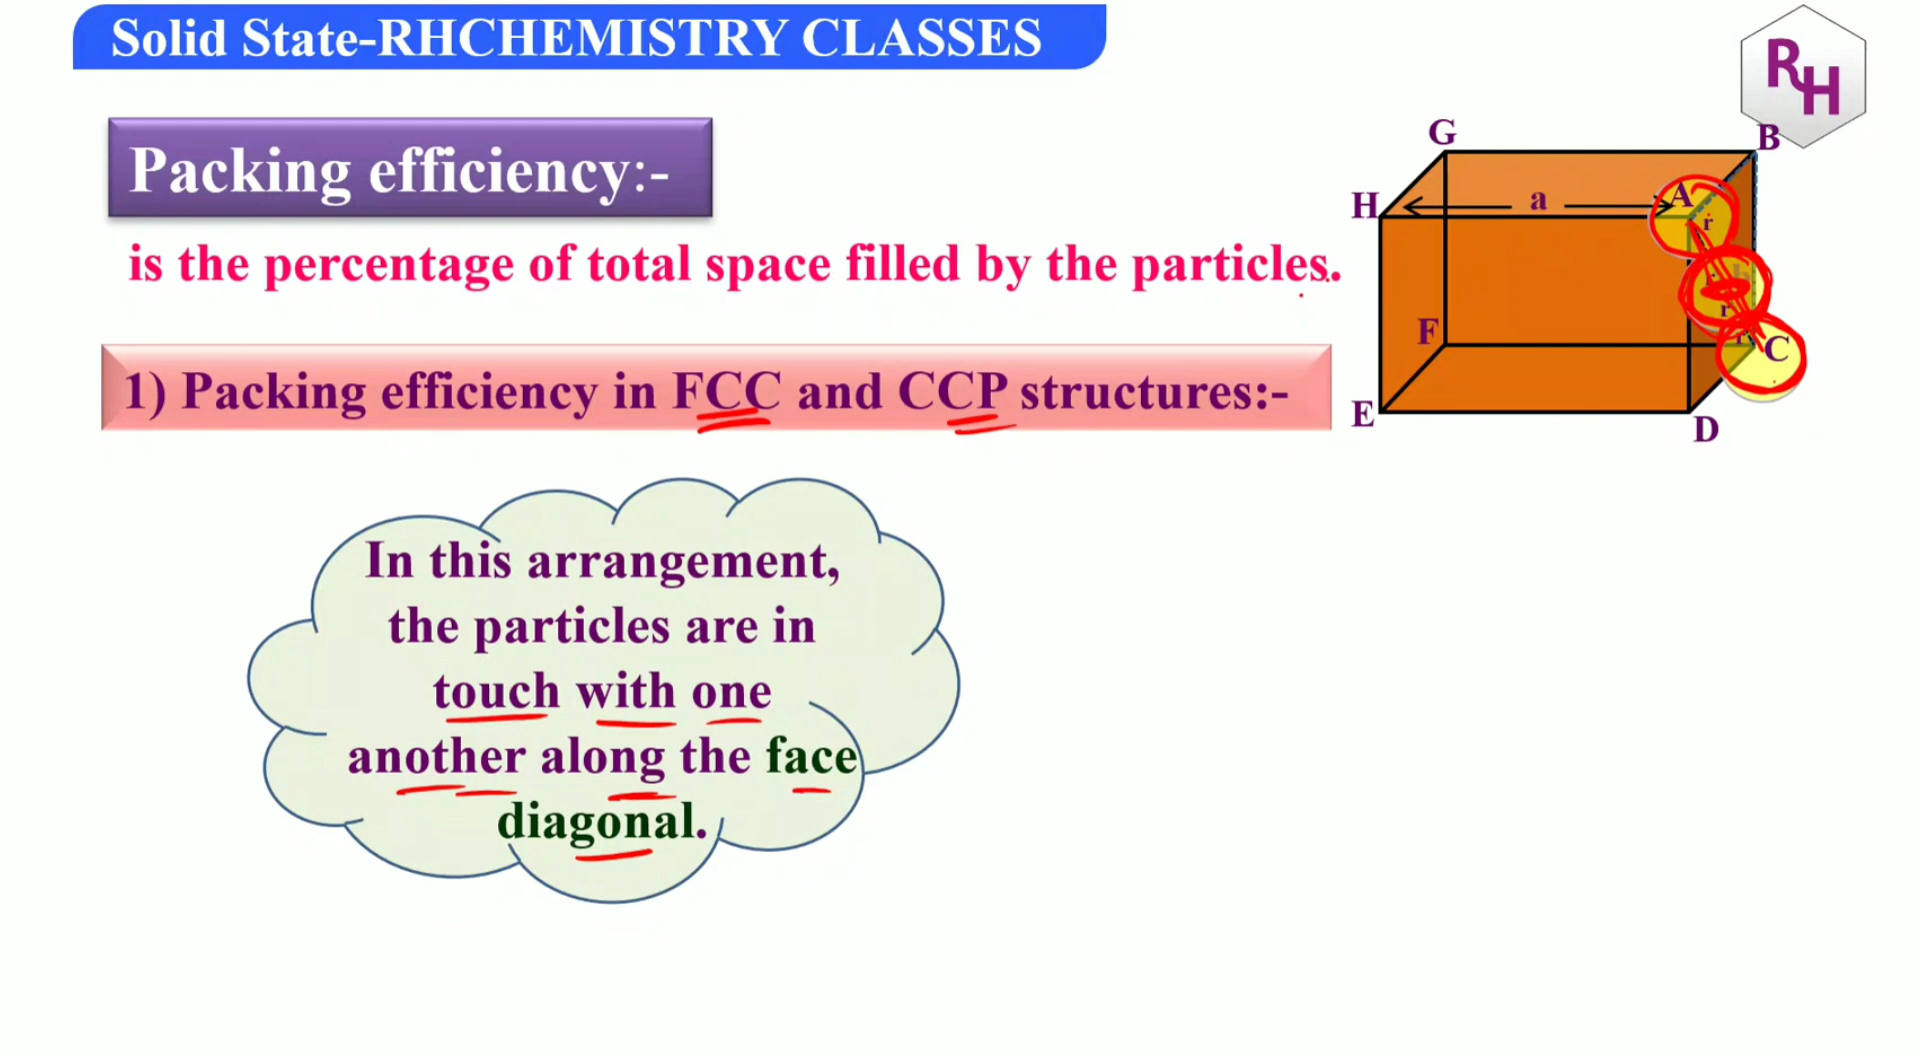 Solid State-RHCHEMISTRY CLASSES
RH
Packing efficiency:-
is the percentage of total space filled by the particles.
1) Packing efficiency in FCC and CCP structures:-
G
B
H
a
A
r
b
r
r
F
r
C
E
D
In this arrangement,
the particles are in
touch with one
another along the face
diagonal.